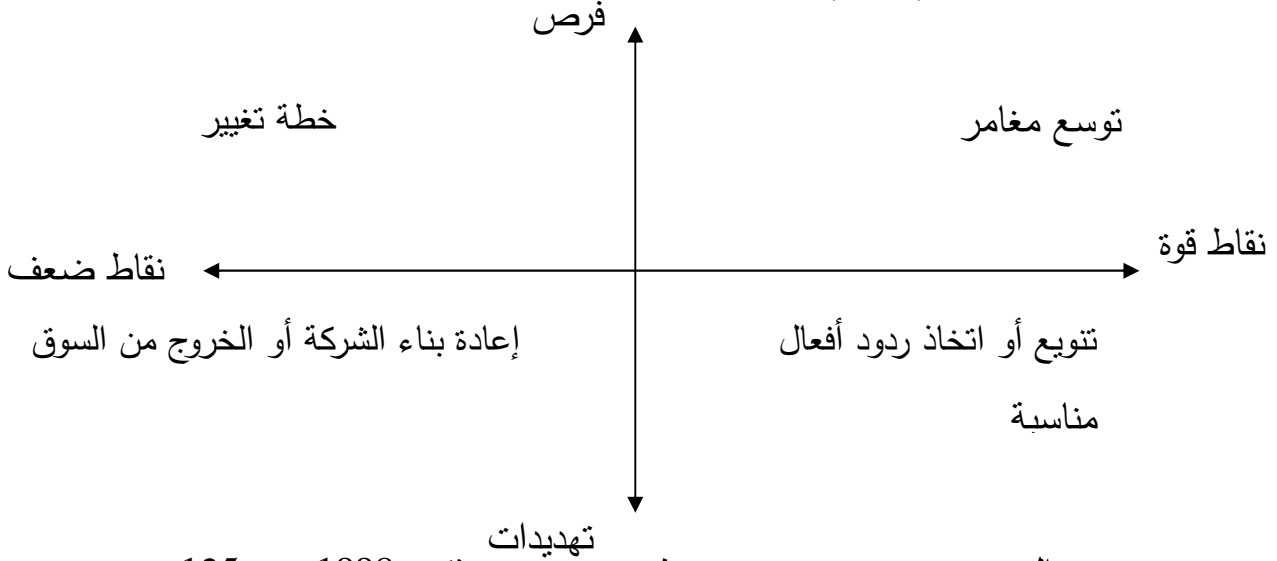 فرص
توسع مغامر
خطة تغيير
نقاط قوة
نقاط ضعف
تنويع أو اتخاذ ردود أفعال
مناسبة
إعادة بناء الشركة أو الخروج من السوق
تهديدات